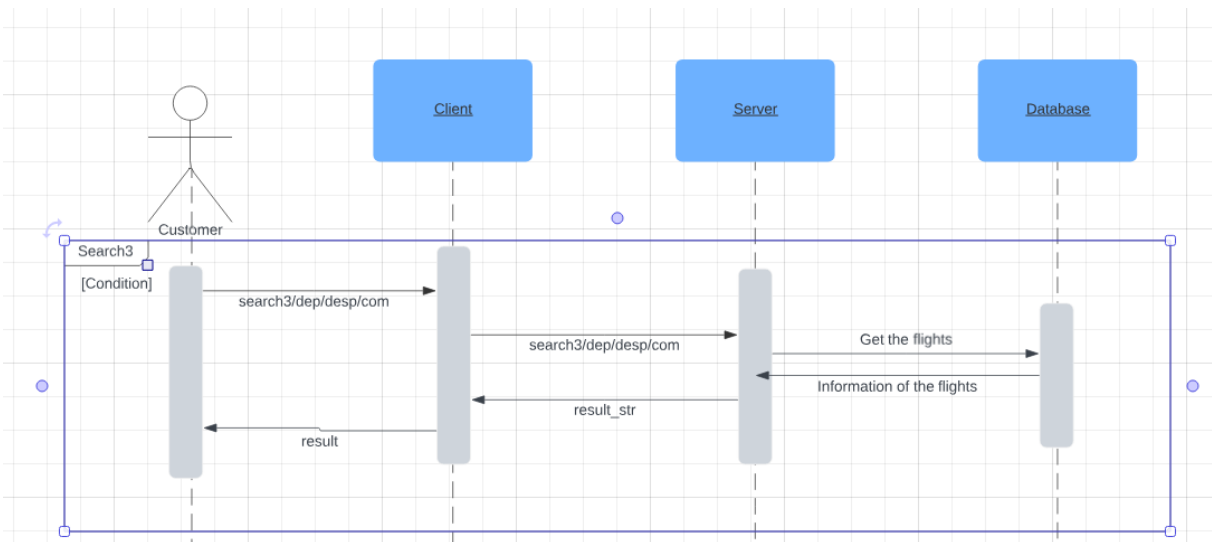 Client
Server
Database
Customer
Search3
[Condition]
search3/dep/desp/com
search3/dep/desp/com
Get the flights
Information of the flights
result_str
result